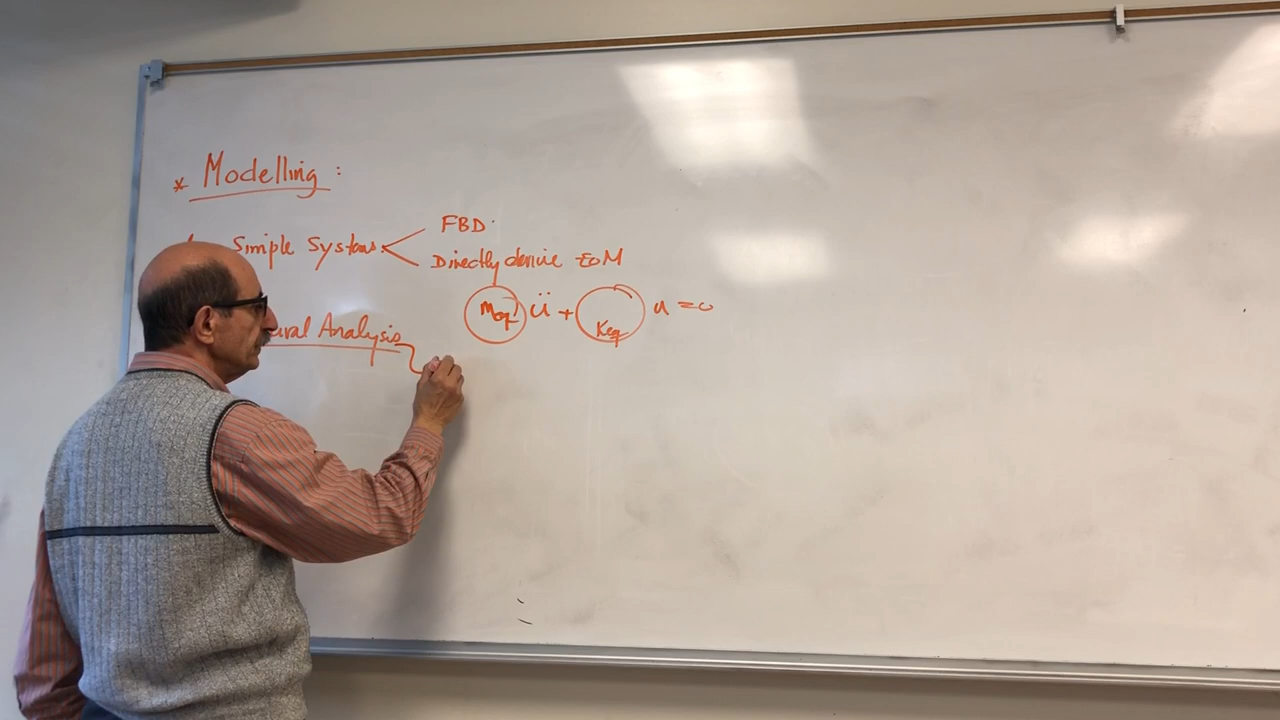 * Modelling :
Simple Systems
FBD
Directly derive EoM
Meq ü + Keq u = 0
ural Analysis